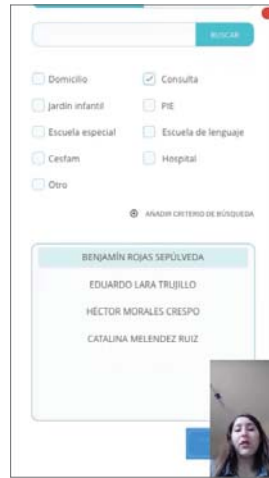 BUSCAR
Domicilio
Consulta
Jardín infantil
PIE
Escuela especial
Escuela de lenguaje
Cesfam
Hospital
Otro
AÑADIR CRITERIO DE BÚSQUEDA
BENJAMÍN ROJAS SEPÚLVEDA
EDUARDO LARA TRUJILLO
HÉCTOR MORALES CRESPO
CATALINA MELENDEZ RUIZ